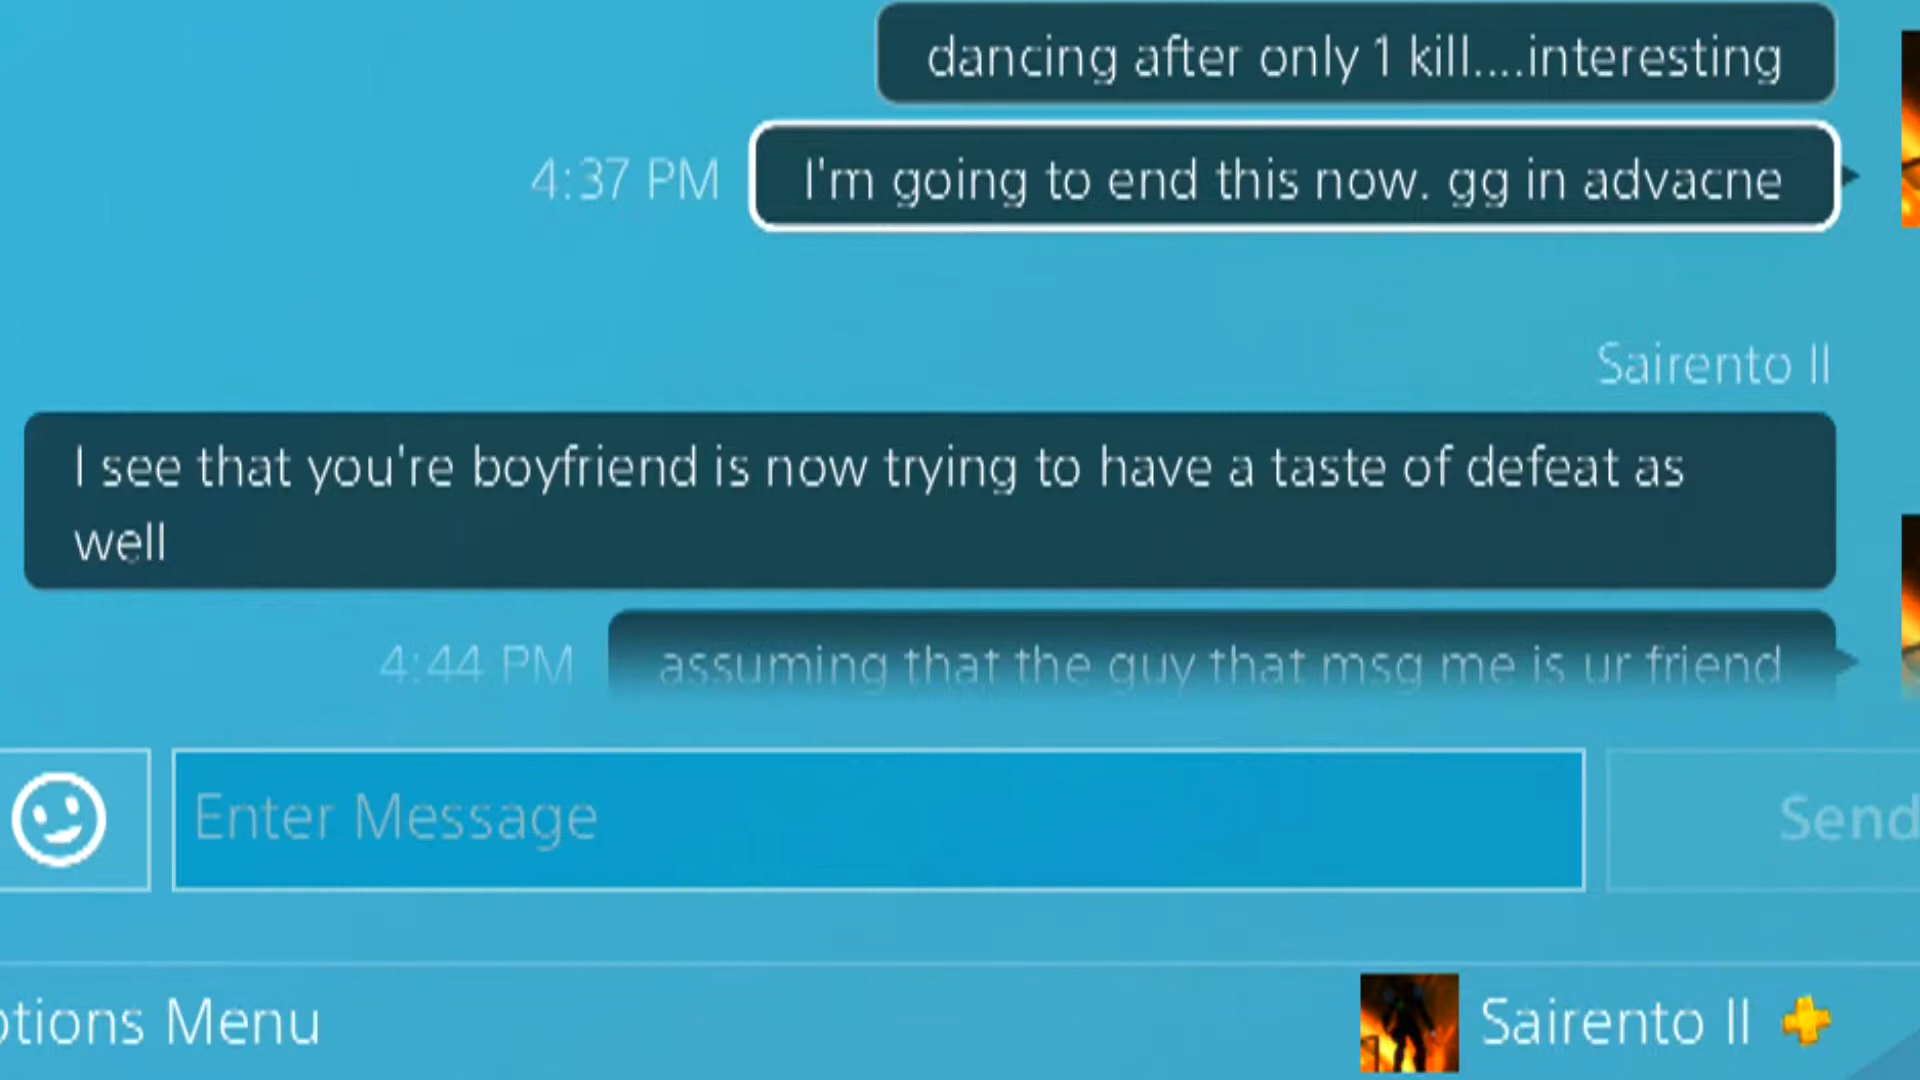 dancing after only 1 kill....interesting
4:37 PM I'm going to end this now. gg in advacne
Sairento II
I see that you're boyfriend is now trying to have a taste of defeat as
well
4:44 PM assuming that the guy that msg me is ur friend
Enter Message Send
ptions Menu Sairento II